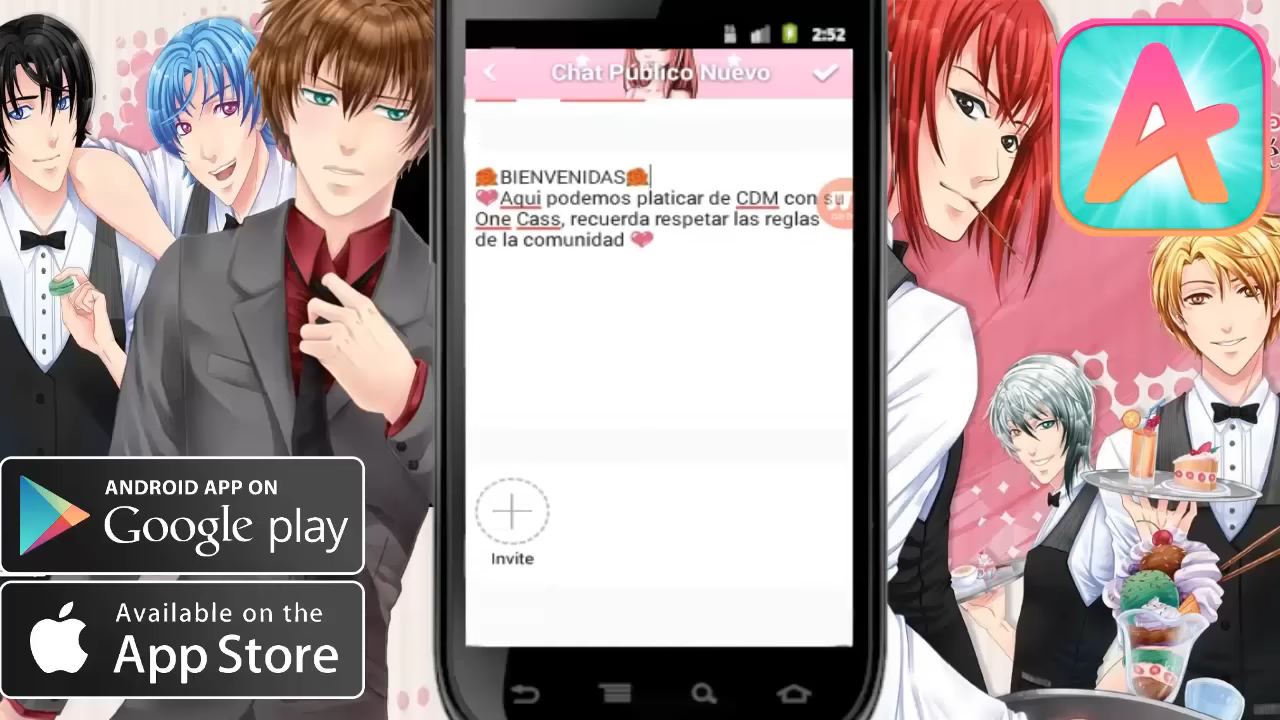 2:52
Chat Público Nuevo
BIENVENIDAS
Aqui podemos platicar de CDM con su
One Cass, recuerda respetar las reglas
de la comunidad
Invite
ANDROID APP ON
Google play
Available on the
App Store